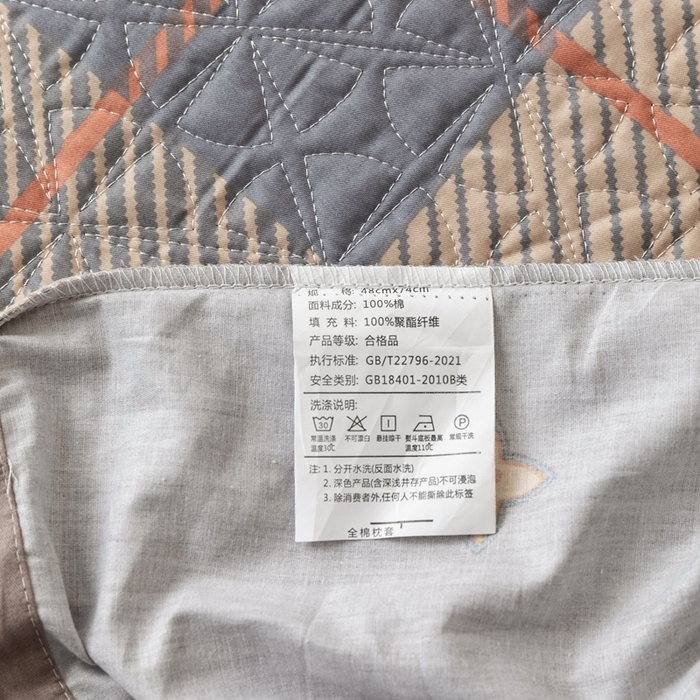 规 格: 48cmx74cm
面料成分: 100%棉
填 充 料: 100%聚酯纤维
产品等级: 合格品
执行标准: GB/T22796-2021
安全类别: GB18401-2010B类
洗涤说明:
30 P
常温洗涤 不可漂白 悬挂晾干 熨斗底板最高 常规干洗
温度30℃ 温度110℃
注: 1. 分开水洗(反面水洗)
2. 深色产品(含深浅并存产品)不可浸泡
3. 除消费者外,任何人不能撕除此标签
全棉枕套